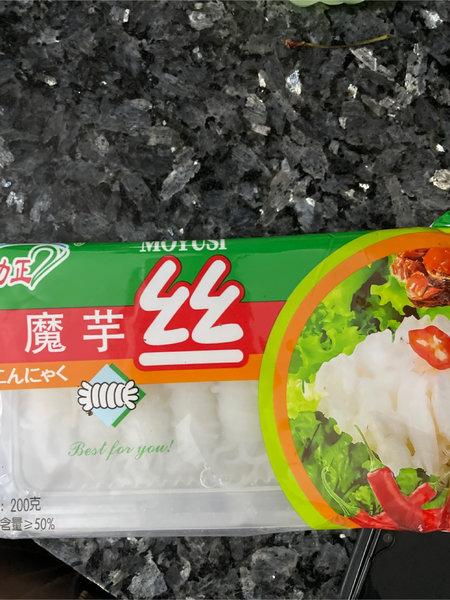 MOYUSI
正
®
魔芋丝
こんにゃく
Best for you!
：200克
含量≥50%